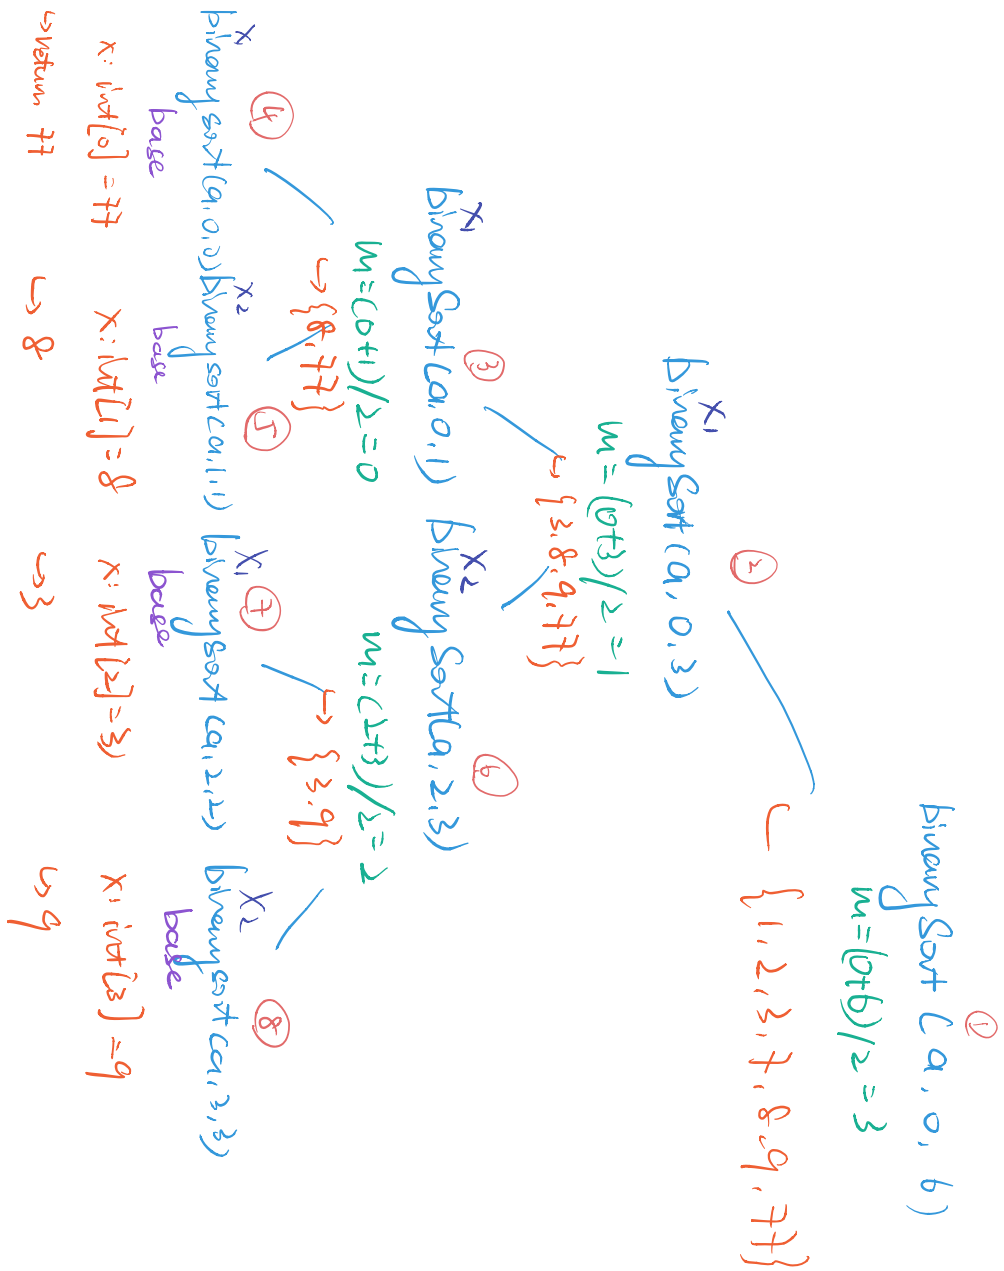 ①
binarySort (a, 0, 6)
m=(0+6)/2 = 3
{1, 2, 3, 7, 8, 9, 77}
②
x1
binarySort (a, 0, 3)
m = (0+3)/2 = 1
↳ {3, 8, 9, 77}
③
x1
binarySort (a, 0, 1)
m=(0+1)/2 = 0
→ {8, 77}
⑥
x2
binarySort(a, 2, 3)
m=(2+3)/2 = 2
→ {3, 9}
④
x1
binarysort (a, 0, 0)
base
x: int[0] = 77
↳ return 77
⑤
x2
binarysort (a, 1, 1)
base
x: int[1] = 8
↳ 8
⑦
x1
binarysort (a, 2, 2)
base
x: int[2] = 3
↳ 3
⑧
x2
binarysort (a, 3, 3)
base
x: int[3] = 9
↳ 9